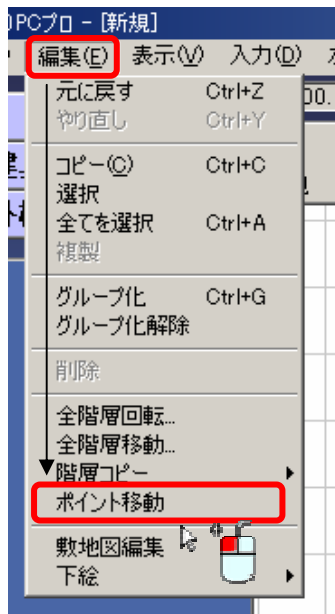 PCプロ - [新規]
編集(E) 表示(V) 入力(D)
元に戻す Ctrl+Z
やり直し Ctrl+Y
コピー(C) Ctrl+C
選択
全てを選択 Ctrl+A
複製
グループ化 Ctrl+G
グループ化解除
削除
全階層回転...
全階層移動...
階層コピー
ポイント移動
敷地図編集
下絵